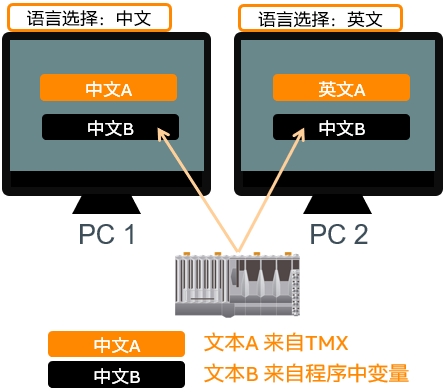 语言选择：中文
语言选择：英文
中文A
英文A
中文B
中文B
PC 1
PC 2
中文A
文本A 来自TMX
中文B
文本B 来自程序中变量